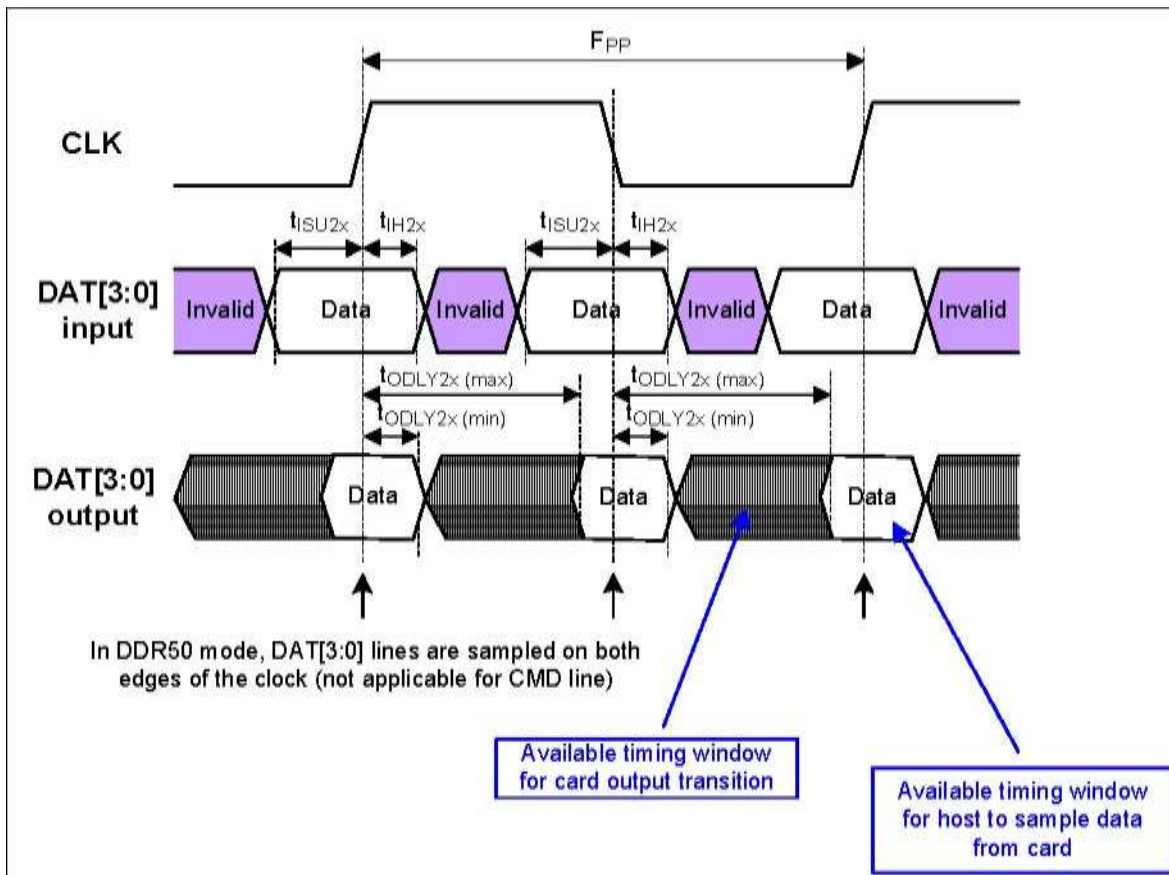 FPP
CLK
tISU2x tIH2x tISU2x tIH2x
DAT[3:0]
input
Invalid Data Invalid Data Invalid Data Invalid
tODLY2x (max) tODLY2x (max)
tODLY2x (min) tODLY2x (min)
DAT[3:0]
output
Data Data Data
In DDR50 mode, DAT[3:0] lines are sampled on both
edges of the clock (not applicable for CMD line)
Available timing window
for card output transition
Available timing window
for host to sample data
from card